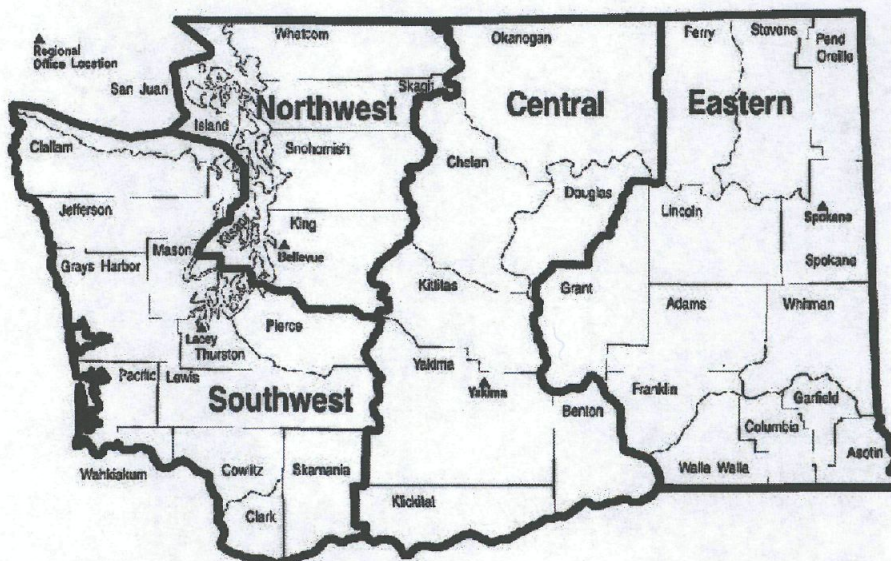 Regional
Office Location
San Juan
Whatcom
Skagit
Northwest
Island
Snohomish
King
Bellevue
Okanogan
Central
Chelan
Douglas
Kittitas
Yakima
Yakima
Benton
Klickitat
Ferry
Stevens
Pend
Oreille
Eastern
Lincoln
Spokane
Spokane
Grant
Adams
Whitman
Franklin
Garfield
Columbia
Walla Walla
Asotin
Clallam
Jefferson
Mason
Grays Harbor
Lacey
Thurston
Pierce
Pacific
Lewis
Southwest
Wahkiakum
Cowlitz
Skamania
Clark